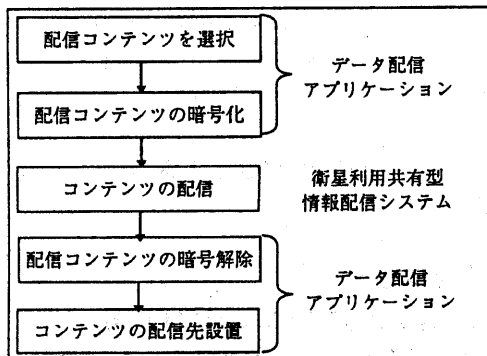 配信コンテンツを選択
データ配信
アプリケーション
配信コンテンツの暗号化
コンテンツの配信
衛星利用共有型
情報配信システム
配信コンテンツの暗号解除
データ配信
アプリケーション
コンテンツの配信先設置